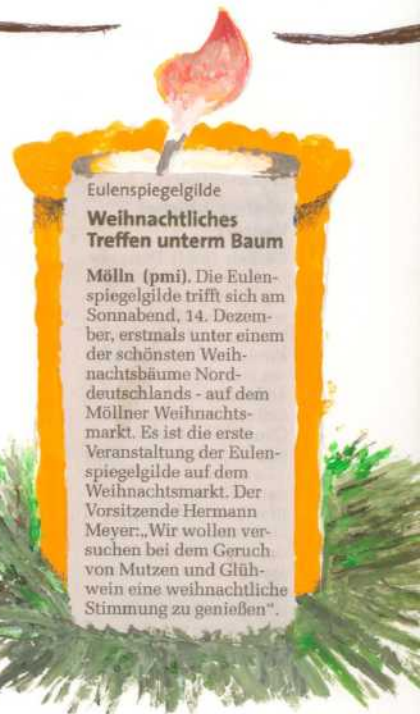 Eulenspiegelgilde
Weihnachtliches
Treffen unterm Baum
Mölln (pmi). Die Eulen-
spiegelgilde trifft sich am
Sonnabend, 14. Dezem-
ber, erstmals unter einem
der schönsten Weih-
nachtsbäume Nord-
deutschlands - auf dem
Möllner Weihnachts-
markt. Es ist die erste
Veranstaltung der Eulen-
spiegelgilde auf dem
Weihnachtsmarkt. Der
Vorsitzende Hermann
Meyer:„Wir wollen ver-
suchen bei dem Geruch
von Mutzen und Glüh-
wein eine weihnachtliche
Stimmung zu genießen“.